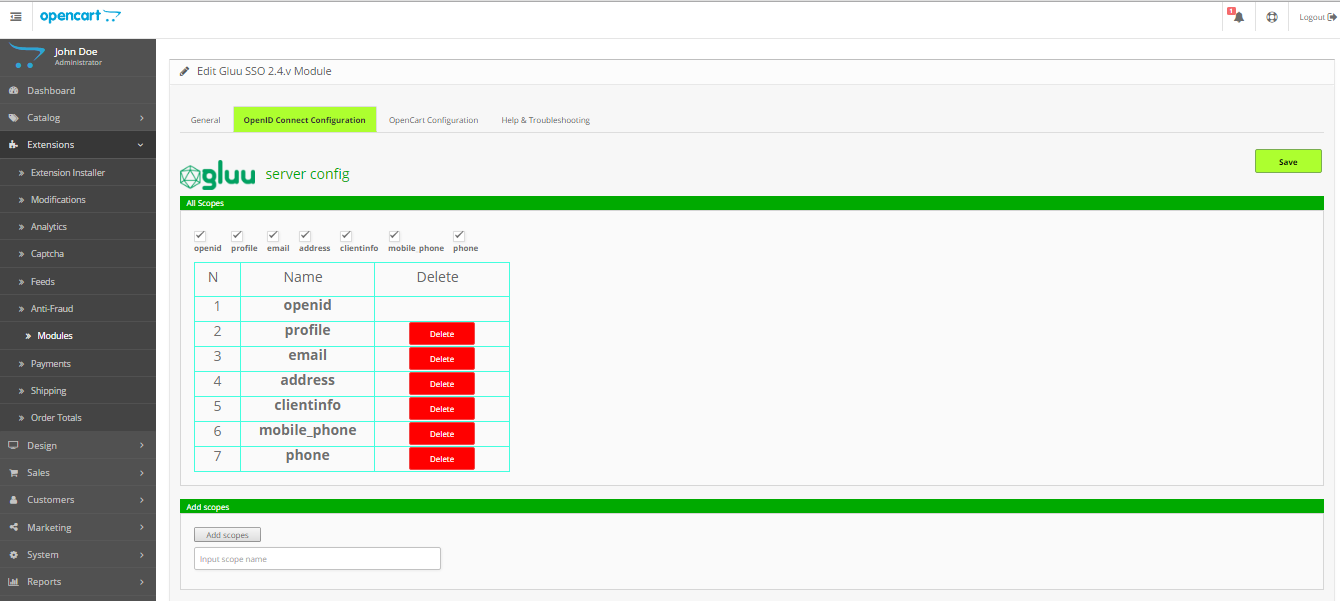 opencart
1
Logout
John Doe
Administrator
Dashboard
Catalog
Extensions
Extension Installer
Modifications
Analytics
Captcha
Feeds
Anti-Fraud
Modules
Payments
Shipping
Order Totals
Design
Sales
Customers
Marketing
System
Reports
Edit Gluu SSO 2.4.v Module
General OpenID Connect Configuration OpenCart Configuration Help & Troubleshooting
gluu server config
Save
All Scopes
openid profile email address clientinfo mobile_phone phone
N Name Delete
1 openid
2 profile Delete
3 email Delete
4 address Delete
5 clientinfo Delete
6 mobile_phone Delete
7 phone Delete
Add scopes
Add scopes
Input scope name